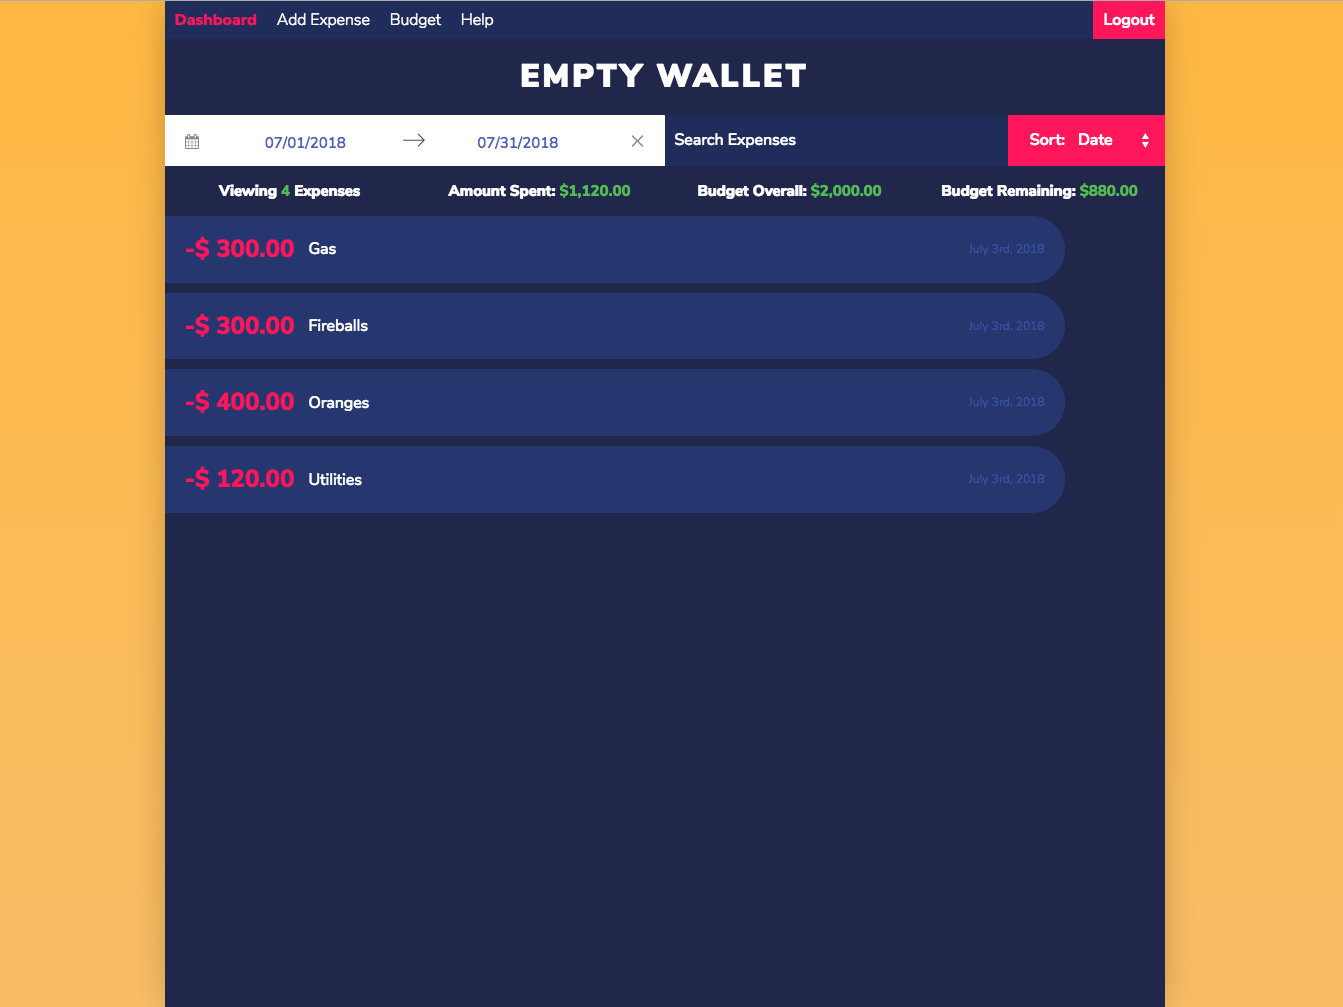 Dashboard Add Expense Budget Help Logout
EMPTY WALLET
07/01/2018 → 07/31/2018 Search Expenses Sort: Date
Viewing 4 Expenses Amount Spent: $1,120.00 Budget Overall: $2,000.00 Budget Remaining: $880.00
-$ 300.00 Gas July 3rd, 2018
-$ 300.00 Fireballs July 3rd, 2018
-$ 400.00 Oranges July 3rd, 2018
-$ 120.00 Utilities July 3rd, 2018